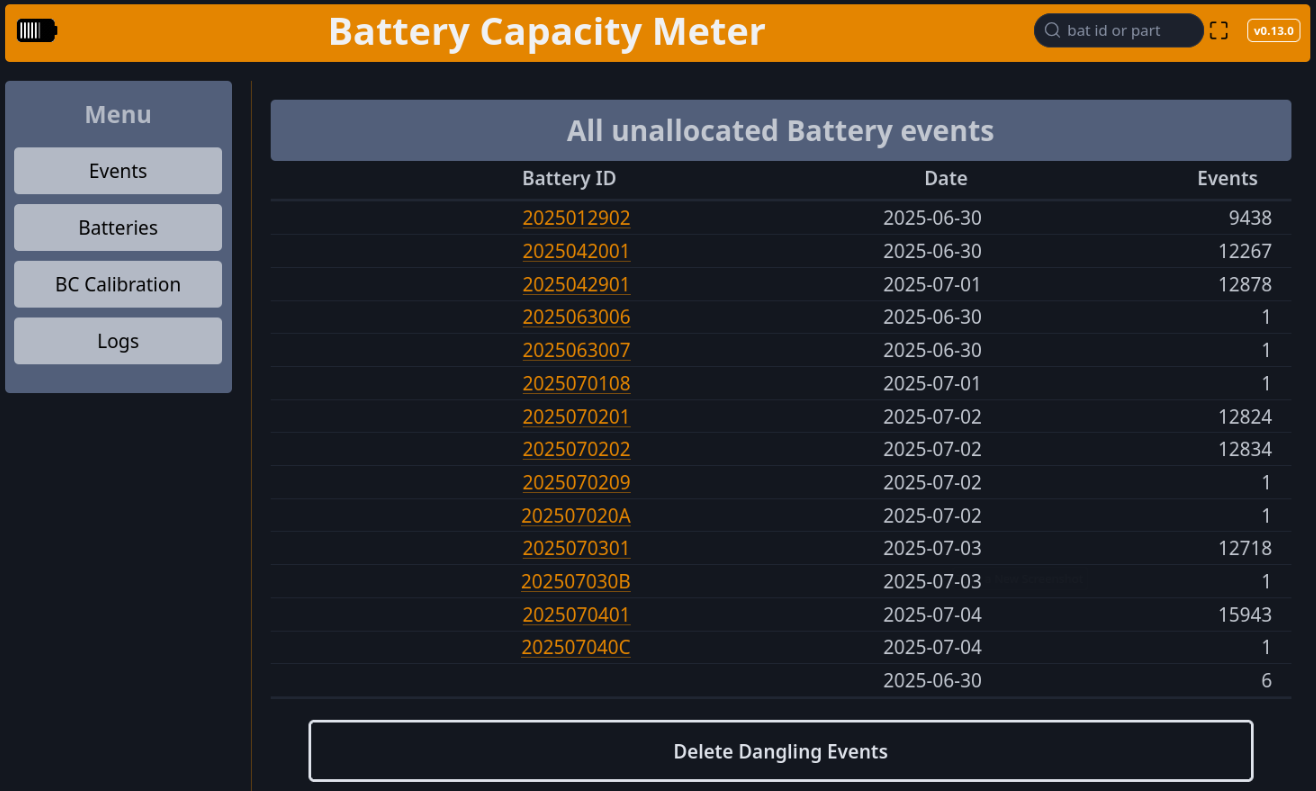 Battery Capacity Meter
bat id or part
v0.13.0
Menu
Events
Batteries
BC Calibration
Logs
All unallocated Battery events
Battery ID Date Events
2025012902 2025-06-30 9438
2025042001 2025-06-30 12267
2025042901 2025-07-01 12878
2025063006 2025-06-30 1
2025063007 2025-06-30 1
2025070108 2025-07-01 1
2025070201 2025-07-02 12824
2025070202 2025-07-02 12834
2025070209 2025-07-02 1
202507020A 2025-07-02 1
2025070301 2025-07-03 12718
202507030B 2025-07-03 1
2025070401 2025-07-04 15943
202507040C 2025-07-04 1
2025-06-30 6
Delete Dangling Events